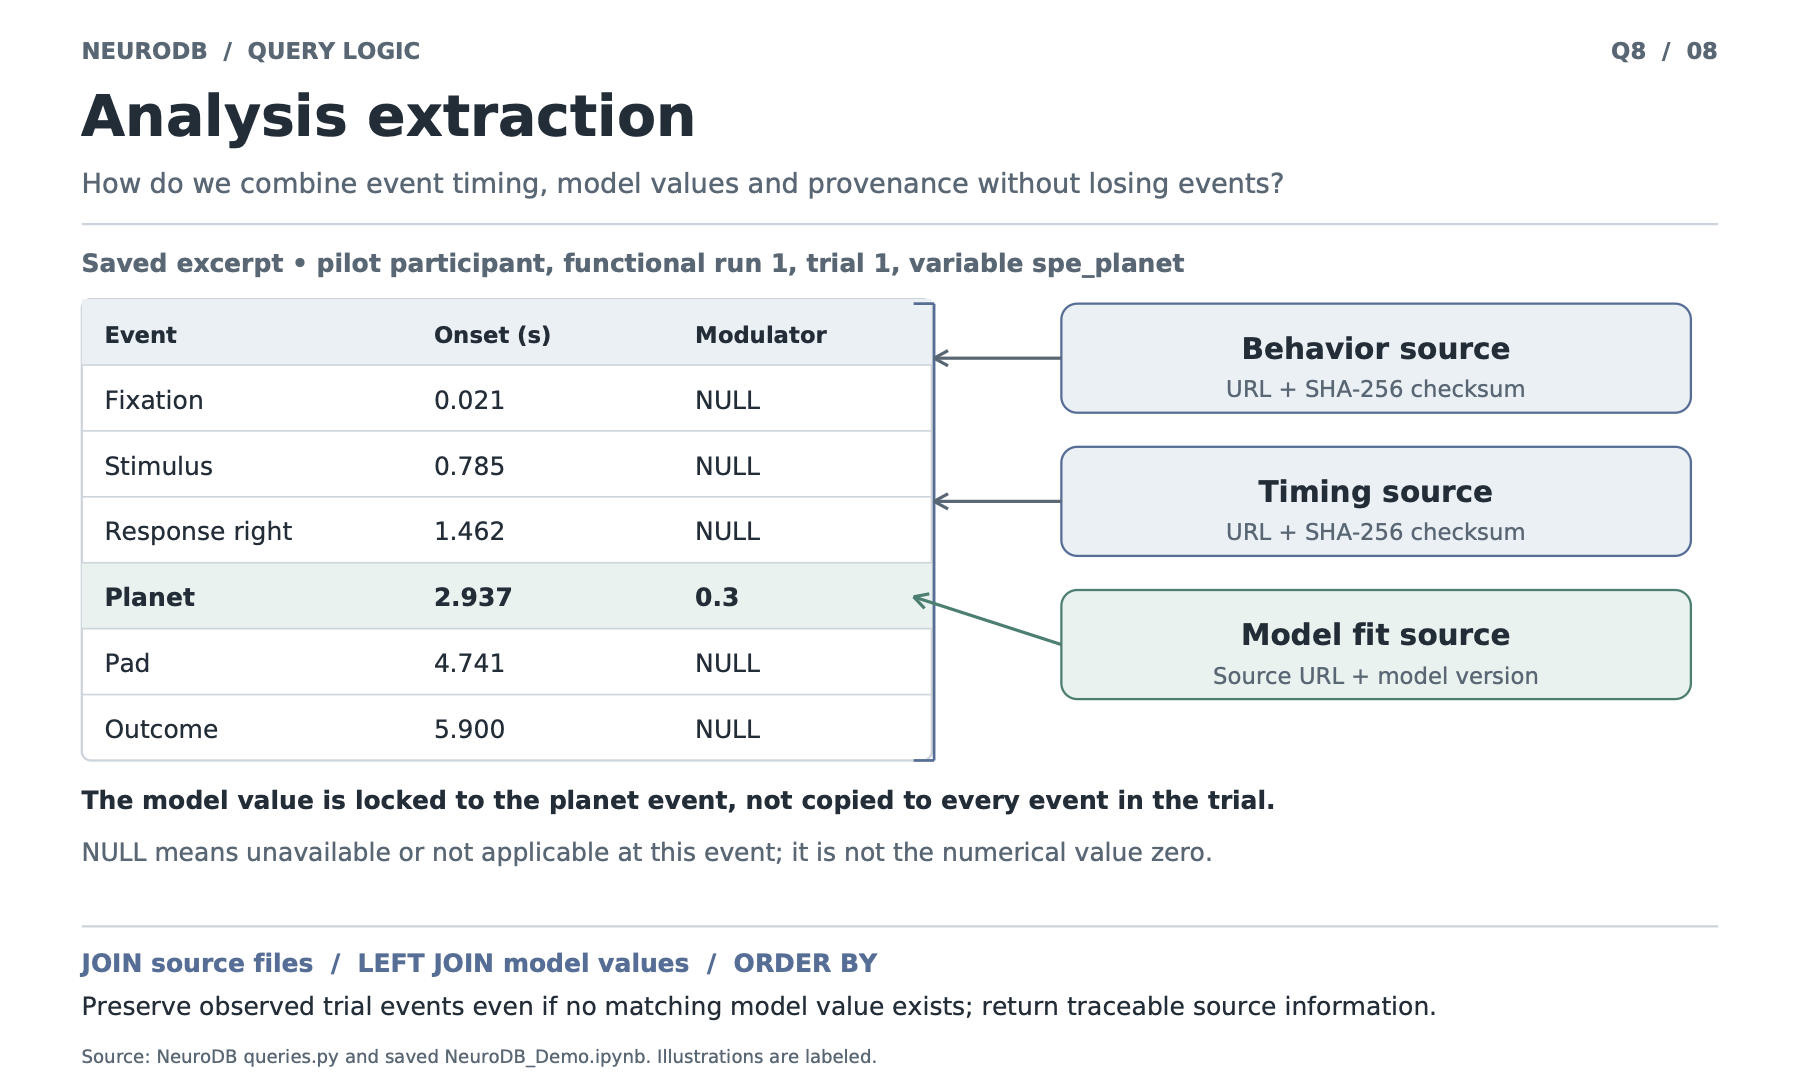 NEURODB / QUERY LOGIC
Q8 / 08
Analysis extraction
How do we combine event timing, model values and provenance without losing events?
Saved excerpt • pilot participant, functional run 1, trial 1, variable spe_planet
Event Onset (s) Modulator
Fixation 0.021 NULL
Stimulus 0.785 NULL
Response right 1.462 NULL
Planet 2.937 0.3
Pad 4.741 NULL
Outcome 5.900 NULL
Behavior source
URL + SHA-256 checksum
Timing source
URL + SHA-256 checksum
Model fit source
Source URL + model version
The model value is locked to the planet event, not copied to every event in the trial.
NULL means unavailable or not applicable at this event; it is not the numerical value zero.
JOIN source files / LEFT JOIN model values / ORDER BY
Preserve observed trial events even if no matching model value exists; return traceable source information.
Source: NeuroDB queries.py and saved NeuroDB_Demo.ipynb. Illustrations are labeled.